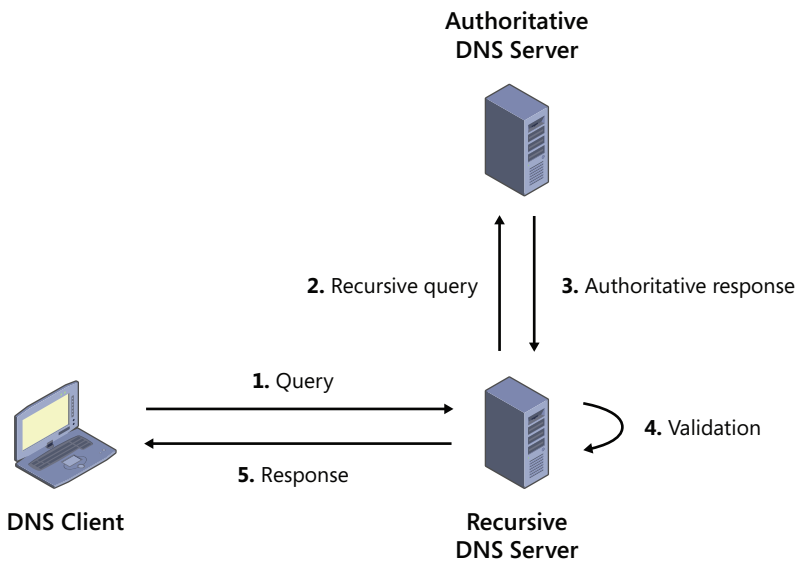 Authoritative
DNS Server
2. Recursive query
3. Authoritative response
1. Query
4. Validation
5. Response
DNS Client
Recursive
DNS Server